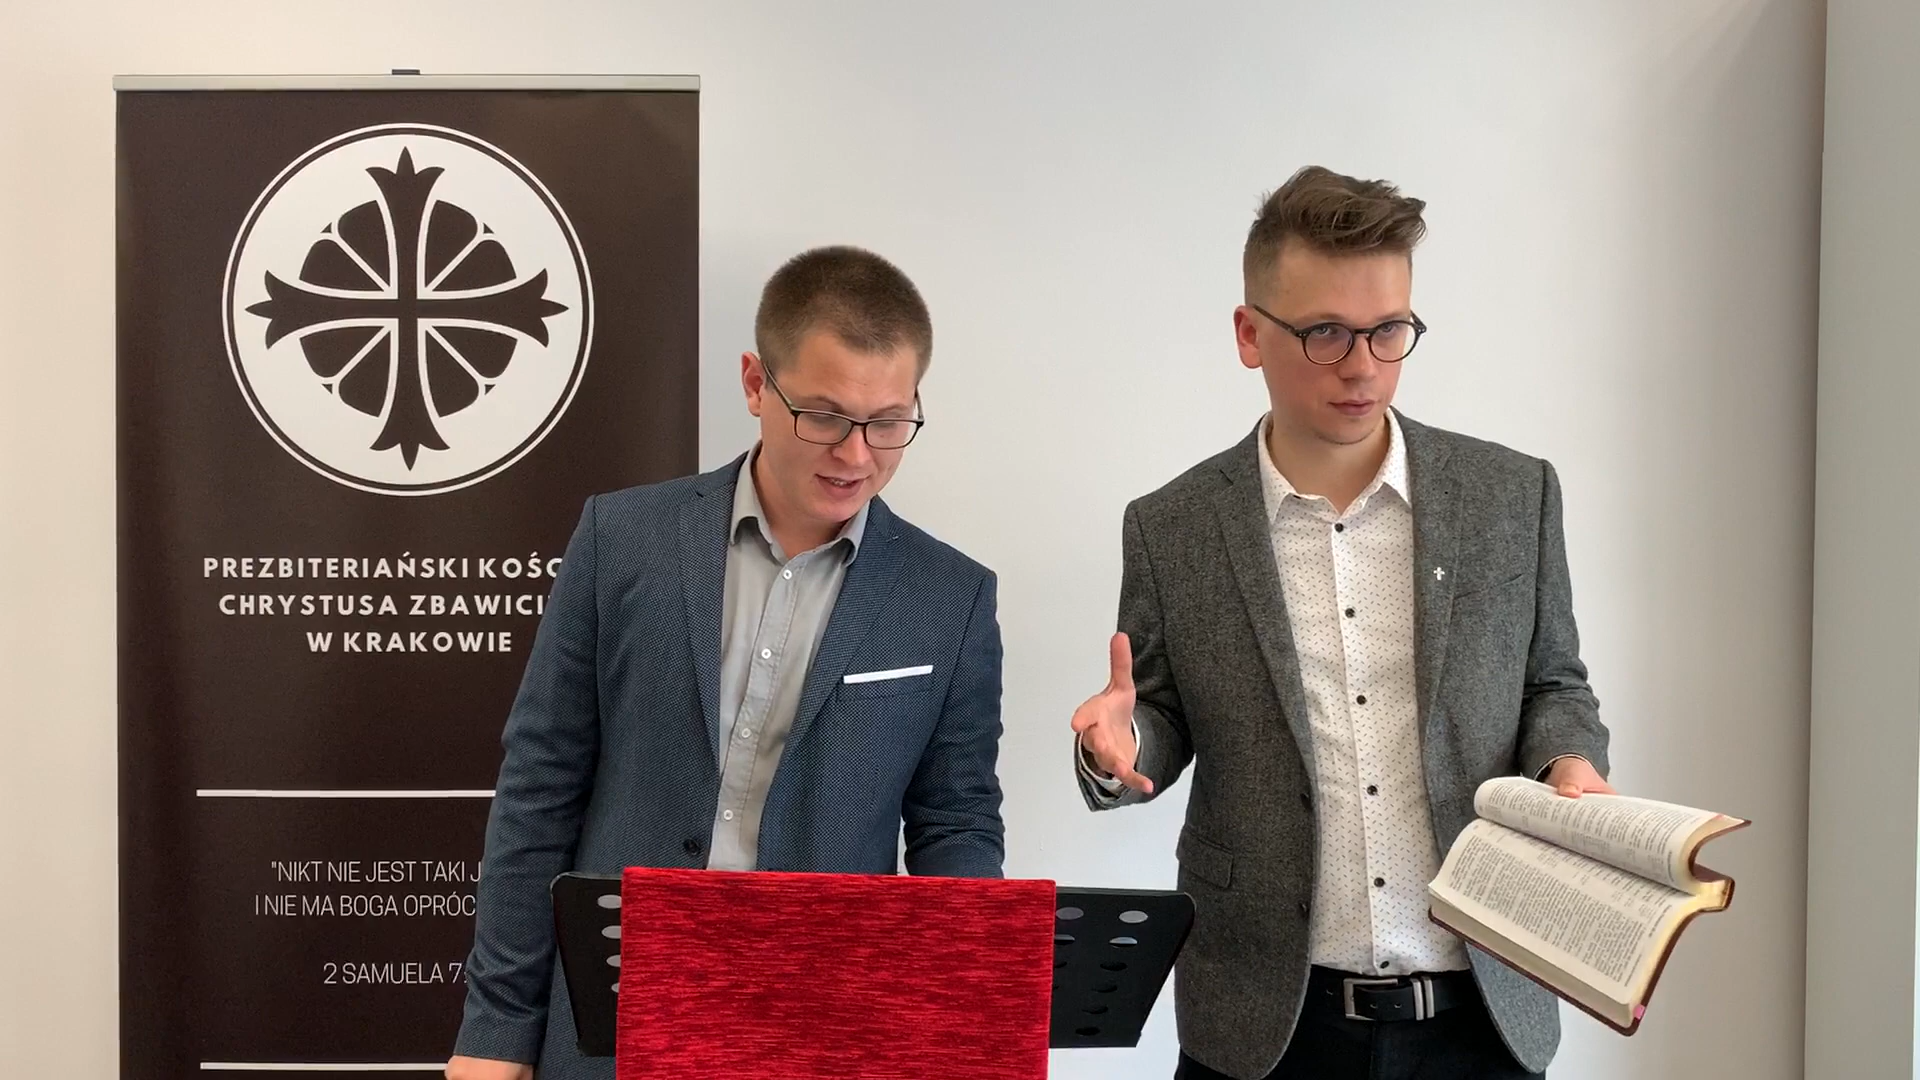 PREZBITERIAŃSKI KOŚC
CHRYSTUSA ZBAWICI
W KRAKOWIE
"NIKT NIE JEST TAKI J
I NIE MA BOGA OPRÓC
2 SAMUELA 7: